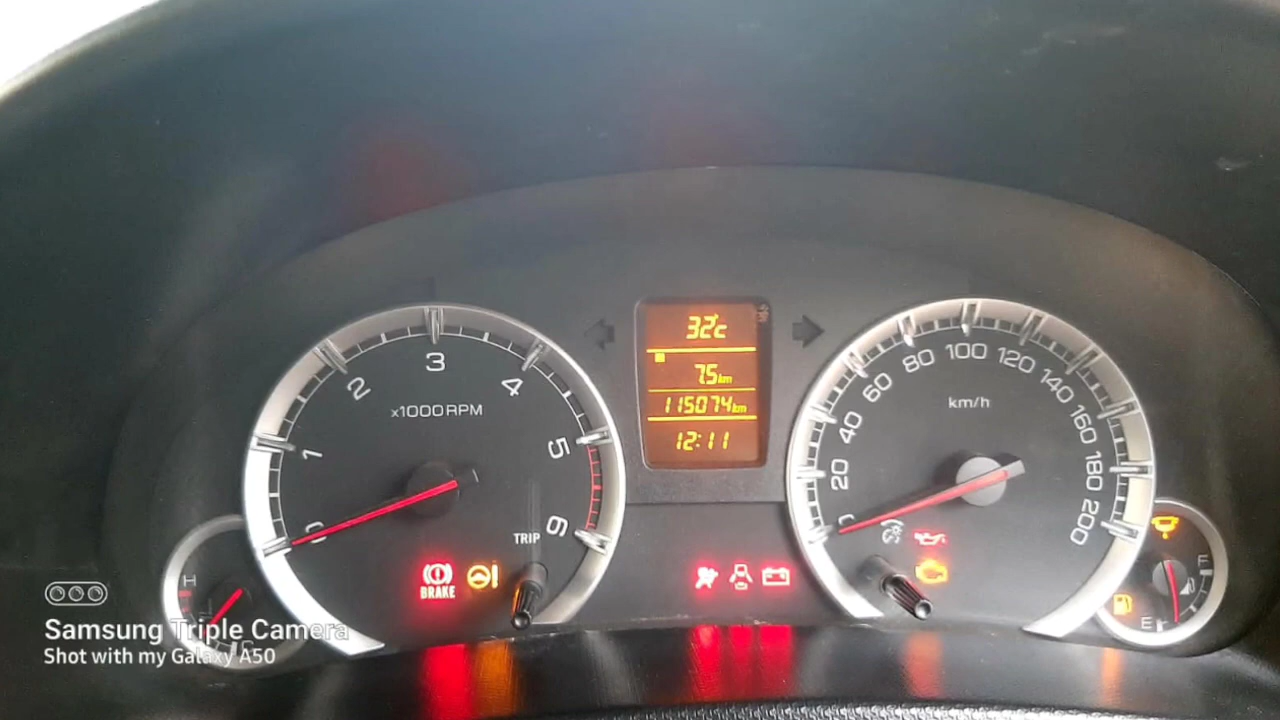 32°c
7.5km
115074km
12:11
0
1
2
3
4
5
6
x1000RPM
TRIP
BRAKE
H
C
0
20
40
60
80
100
120
140
160
180
200
km/h
F
E
Samsung Triple Camera
Shot with my Galaxy A50